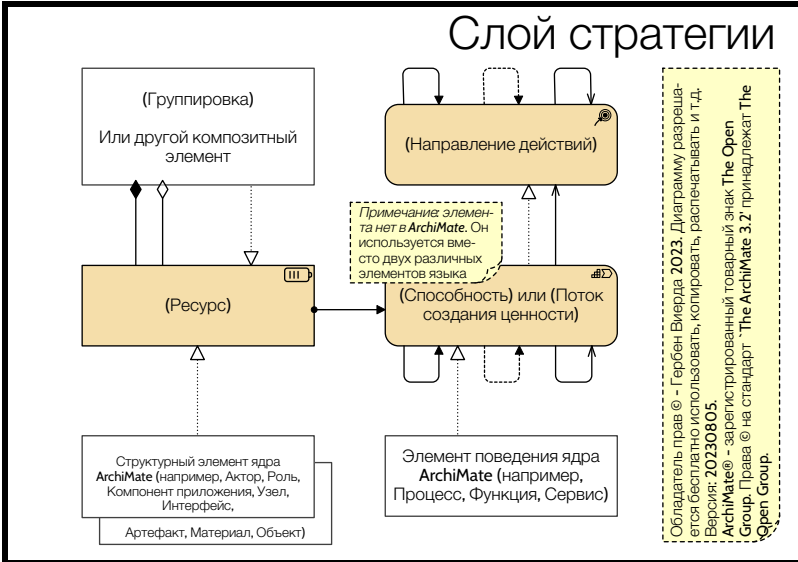 Слой стратегии
(Группировка)
Или другой композитный
элемент
(Направление действий)
Примечание: элемен-
та нет в ArchiMate. Он
используется вме-
сто двух различных
элементов языка
(Ресурс)
(Способность) или (Поток
создания ценности)
Структурный элемент ядра
ArchiMate (например, Актор, Роль,
Компонент приложения, Узел,
Интерфейс,
Артефакт, Материал, Объект)
Элемент поведения ядра
ArchiMate (например,
Процесс, Функция, Сервис)
Обладатель прав © - Гербен Виерда 2023. Диаграмму разреша-
ется бесплатно использовать, копировать, распечатывать и т.д.
Версия: 20230805.
ArchiMate® - зарегистрированный товарный знак The Open
Group. Права © на стандарт `The ArchiMate 3.2' принадлежат The
Open Group.